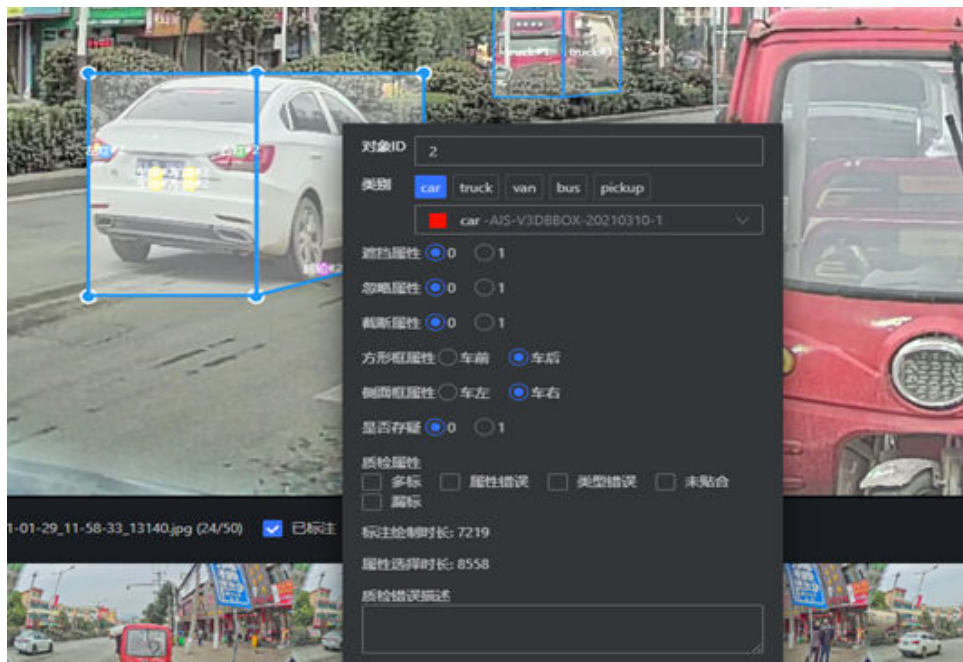 truck#1 truck#1
对象ID 2
类别 car truck van bus pickup
car -AIS-V3DBBOX-20210310-1
遮挡属性 0 1
忽略属性 0 1
截断属性 0 1
方形框属性 车前 车后
侧面框属性 车左 车右
是否存疑 0 1
质检属性
多标 属性错误 类型错误 未贴合
漏标
1-01-29_11-58-33_13140.jpg (24/50) 已标注
标注绘制时长: 7219
属性选择时长: 8558
质检错误描述